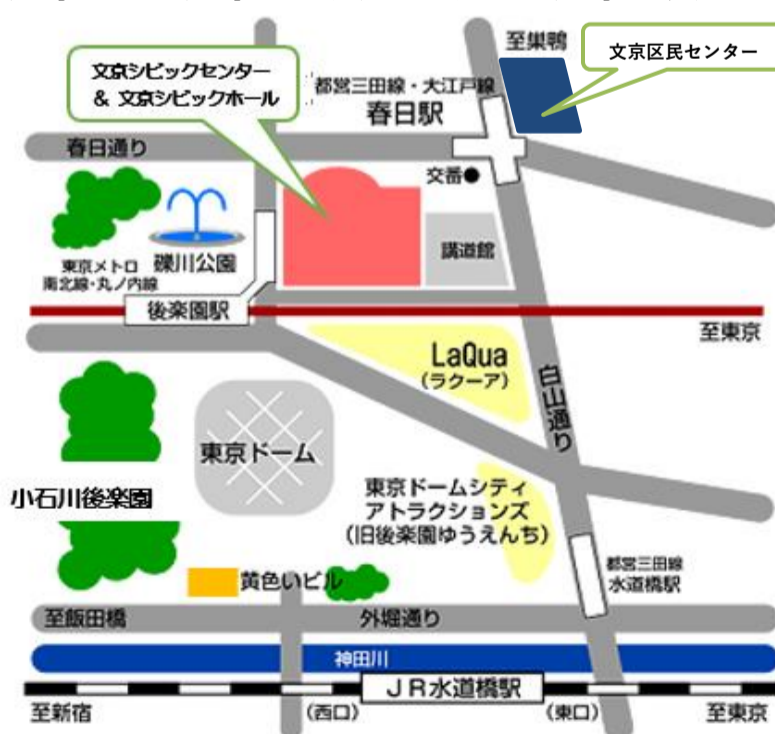 至巣鴨
文京区民センター
文京シビックセンター
& 文京シビックホール
都営三田線・大江戸線
春日駅
春日通り
交番●
講道館
東京メトロ
南北線・丸ノ内線
礫川公園
後楽園駅
至東京
LaQua
(ラクーア)
白山通り
東京ドーム
小石川後楽園
東京ドームシティ
アトラクションズ
(旧後楽園ゆうえんち)
都営三田線
水道橋駅
黄色いビル
至飯田橋
外堀通り
神田川
JR水道橋駅
至新宿
(西口)
(東口)
至東京